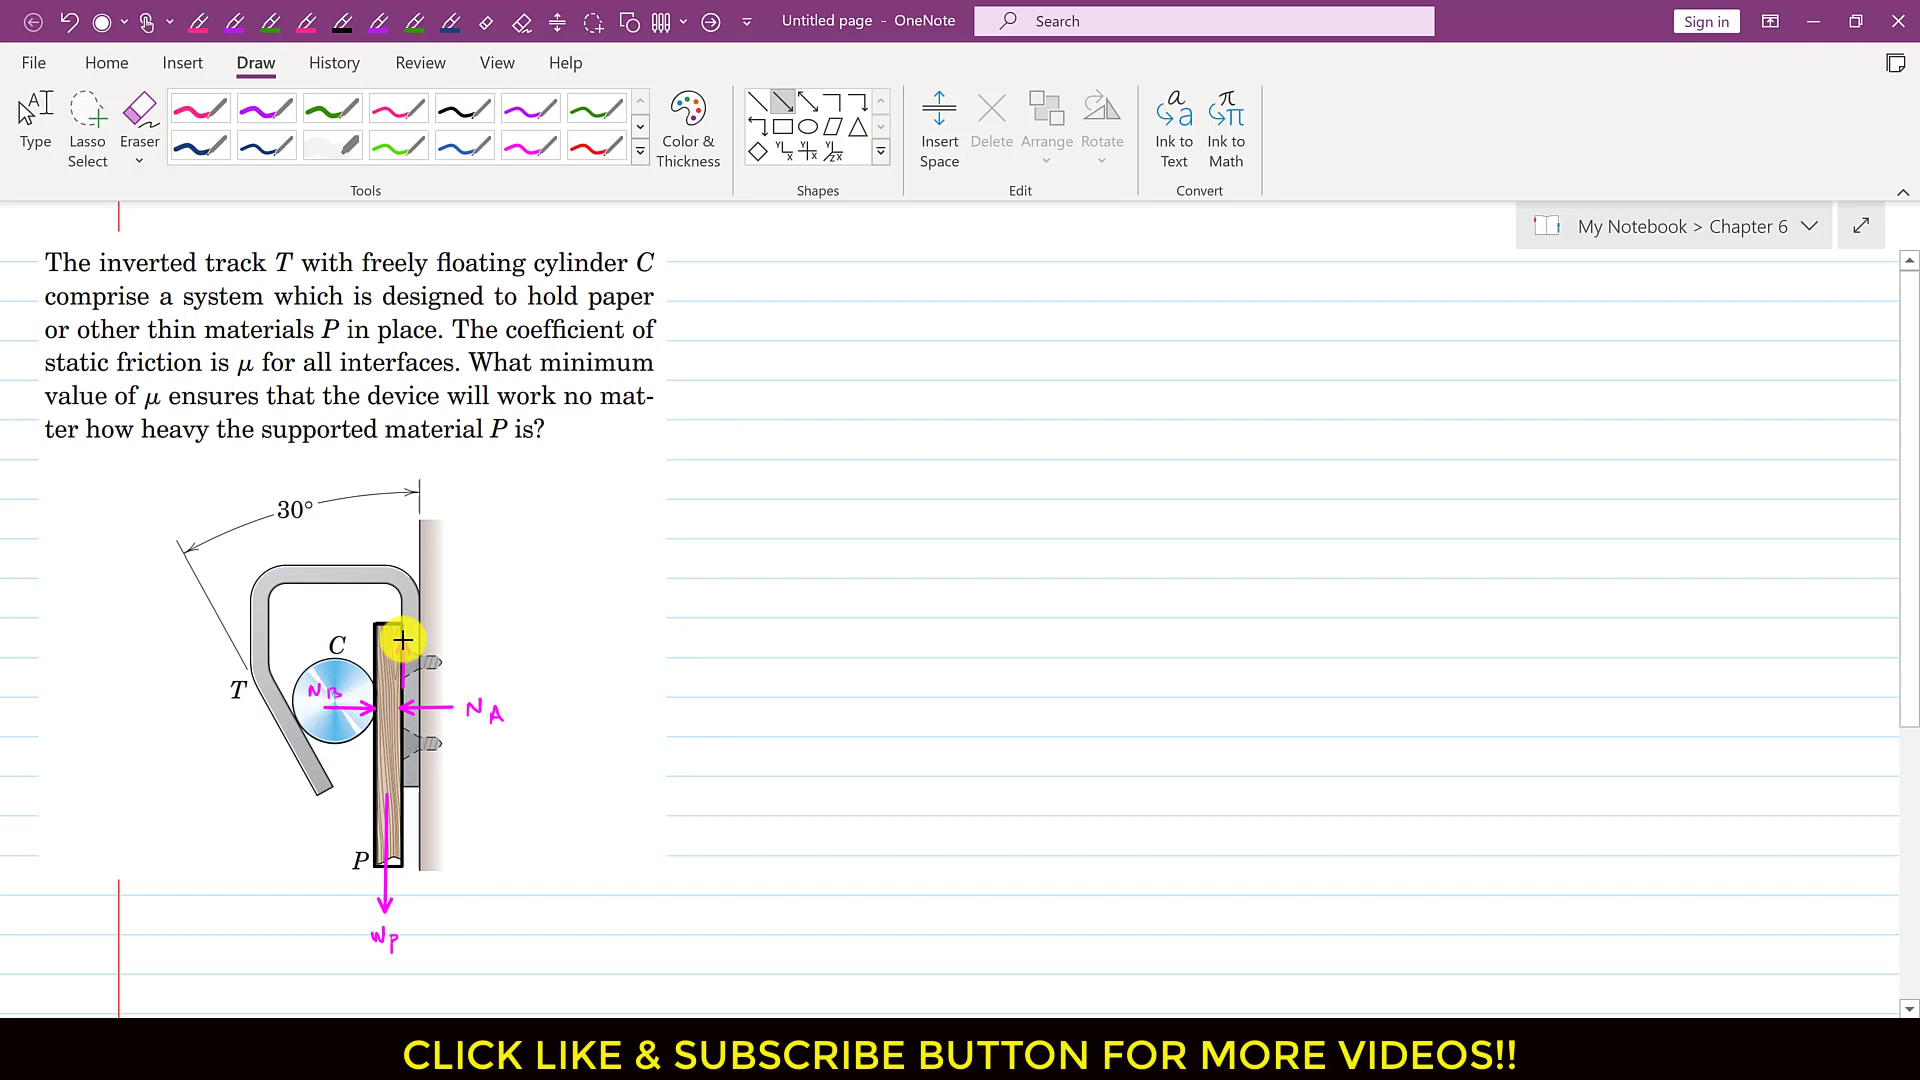 Untitled page - OneNote
Search
Sign in
File Home Insert Draw History Review View Help
Type
Lasso Select
Eraser
Color & Thickness
Insert Space
Delete
Arrange
Rotate
Ink to Text
Ink to Math
Tools
Shapes
Edit
Convert
My Notebook > Chapter 6
The inverted track T with freely floating cylinder C
comprise a system which is designed to hold paper
or other thin materials P in place. The coefficient of
static friction is μ for all interfaces. What minimum
value of μ ensures that the device will work no mat-
ter how heavy the supported material P is?
30°
C
T
NB
NA
P
WP
CLICK LIKE & SUBSCRIBE BUTTON FOR MORE VIDEOS!!